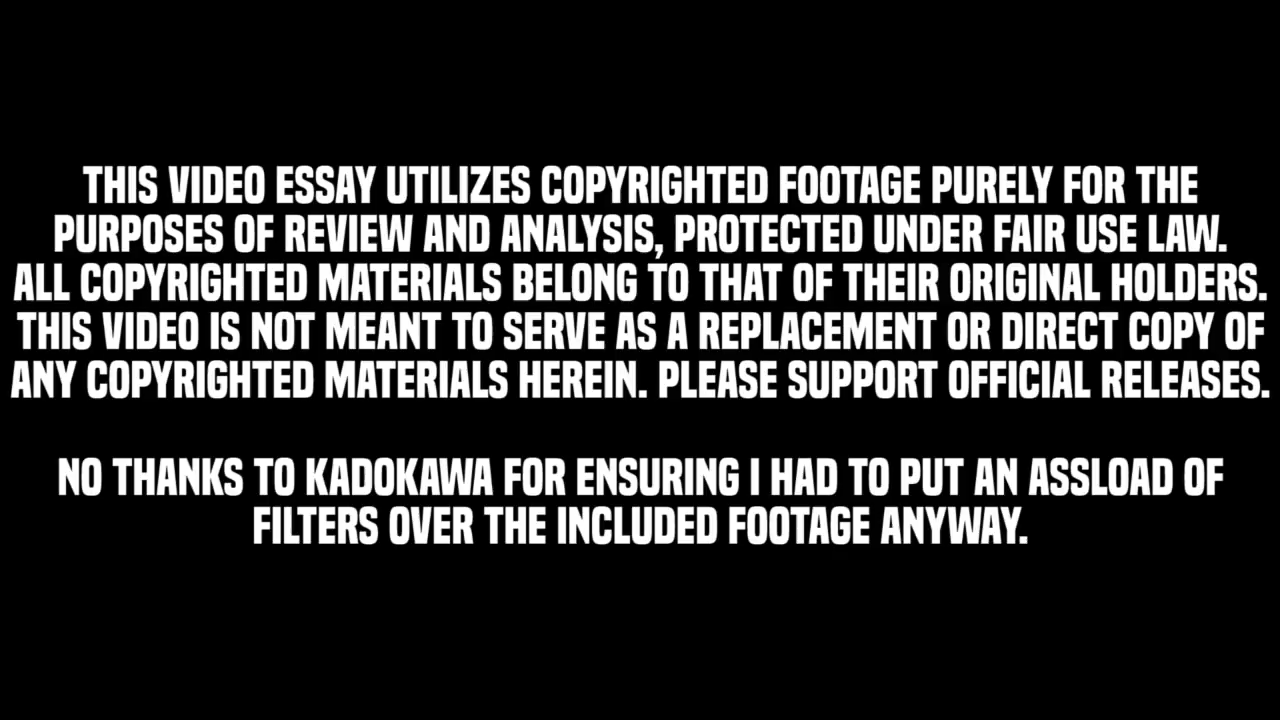 THIS VIDEO ESSAY UTILIZES COPYRIGHTED FOOTAGE PURELY FOR THE
PURPOSES OF REVIEW AND ANALYSIS, PROTECTED UNDER FAIR USE LAW.
ALL COPYRIGHTED MATERIALS BELONG TO THAT OF THEIR ORIGINAL HOLDERS.
THIS VIDEO IS NOT MEANT TO SERVE AS A REPLACEMENT OR DIRECT COPY OF
ANY COPYRIGHTED MATERIALS HEREIN. PLEASE SUPPORT OFFICIAL RELEASES.
NO THANKS TO KADOKAWA FOR ENSURING I HAD TO PUT AN ASSLOAD OF
FILTERS OVER THE INCLUDED FOOTAGE ANYWAY.